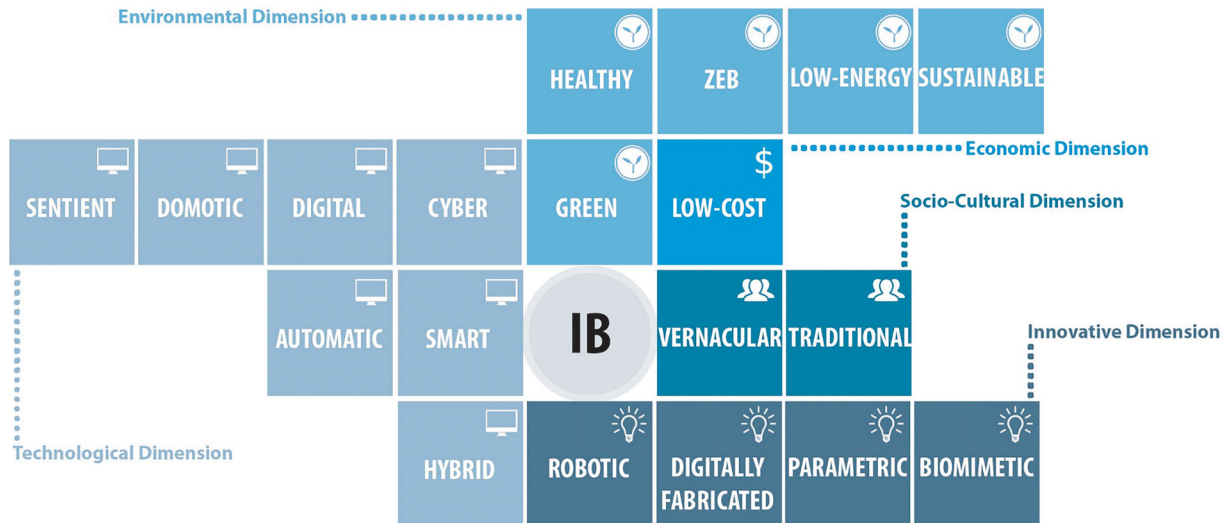 Environmental Dimension
HEALTHY
ZEB
LOW-ENERGY
SUSTAINABLE
SENTIENT
DOMOTIC
DIGITAL
CYBER
GREEN
$
LOW-COST
Economic Dimension
Socio-Cultural Dimension
AUTOMATIC
SMART
IB
VERNACULAR
TRADITIONAL
Innovative Dimension
Technological Dimension
HYBRID
ROBOTIC
DIGITALLY
FABRICATED
PARAMETRIC
BIOMIMETIC